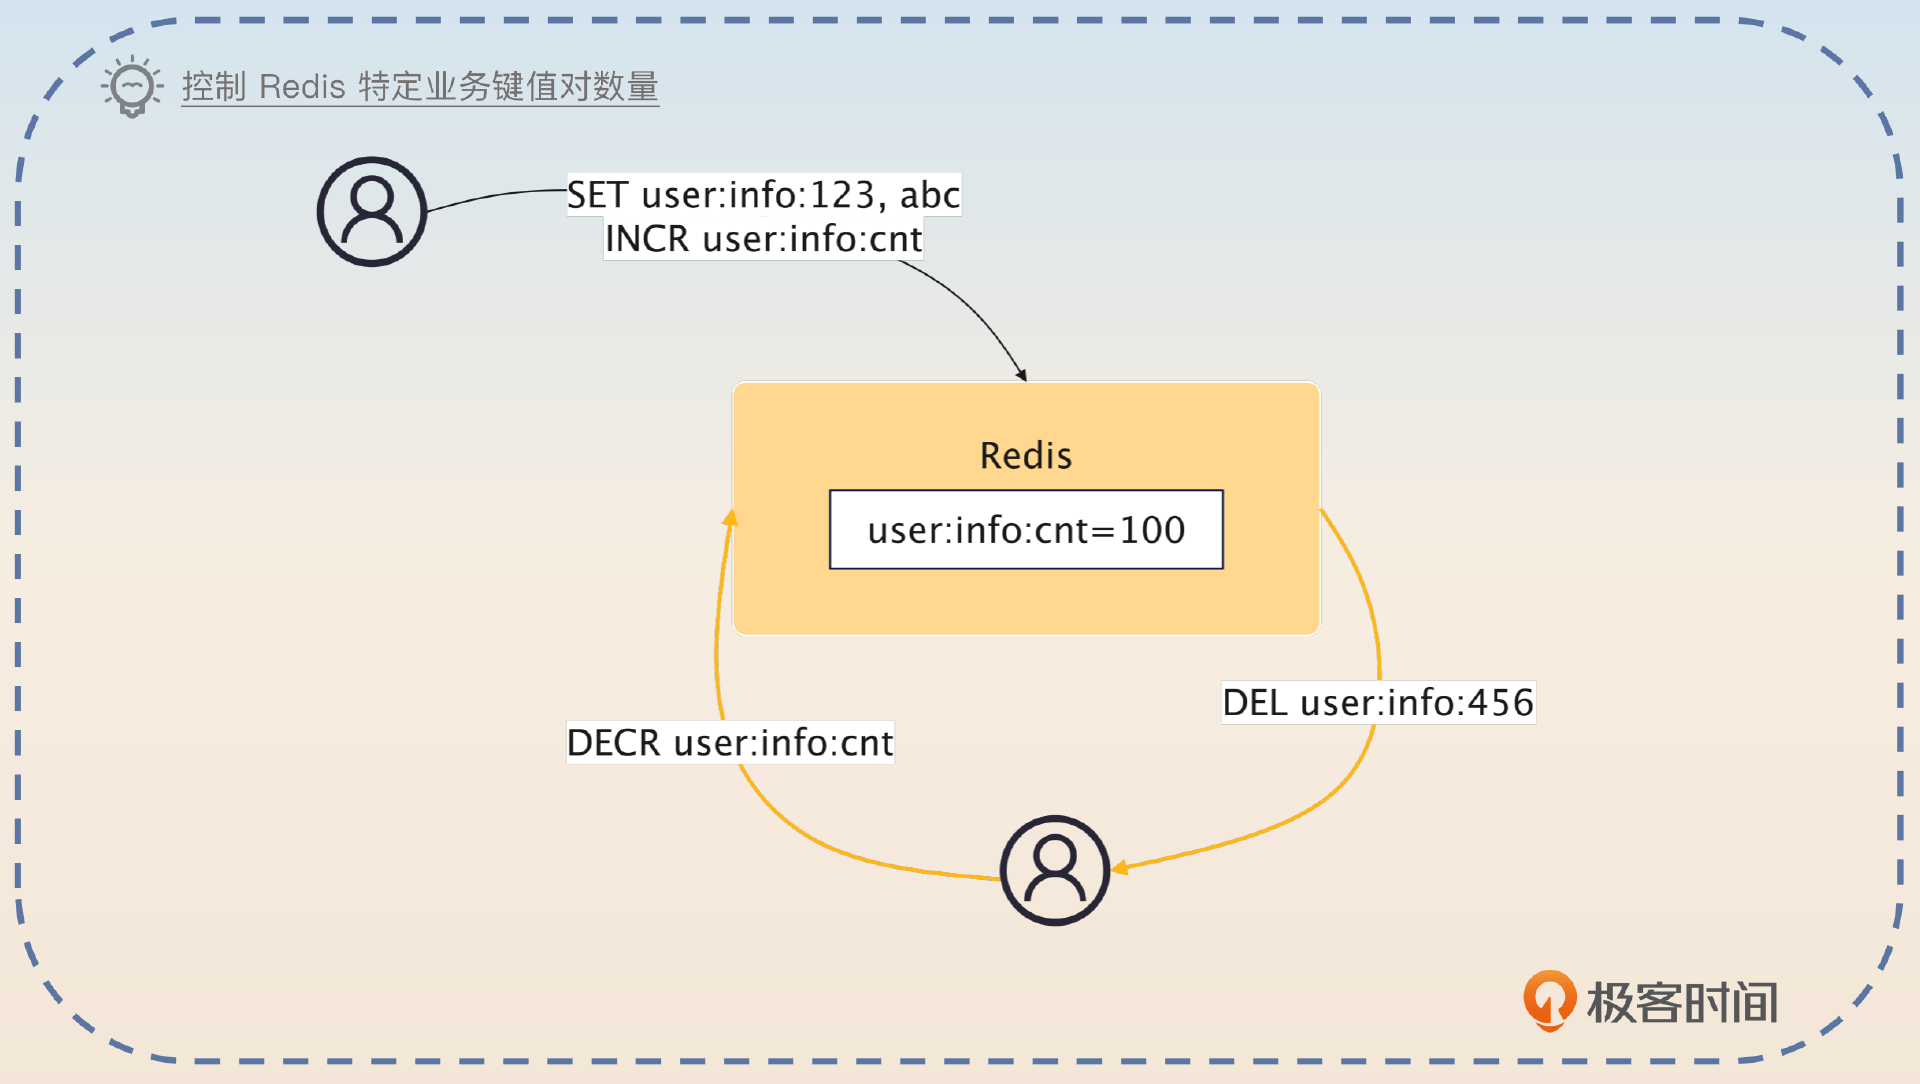 控制 Redis 特定业务键值对数量
SET user:info:123, abc
INCR user:info:cnt
Redis
user:info:cnt=100
DEL user:info:456
DECR user:info:cnt
极客时间